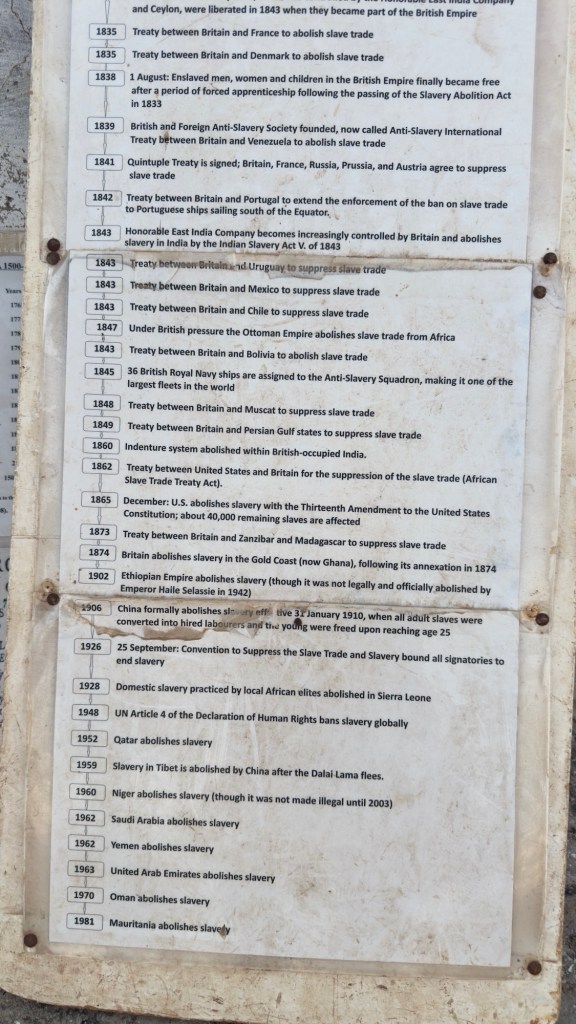 and Ceylon, were liberated in 1843 when they became part of the British Empire
1835 Treaty between Britain and France to abolish slave trade
1835 Treaty between Britain and Denmark to abolish slave trade
1838 1 August: Enslaved men, women and children in the British Empire finally became free
after a period of forced apprenticeship following the passing of the Slavery Abolition Act
in 1833
1839 British and Foreign Anti-Slavery Society founded, now called Anti-Slavery International
Treaty between Britain and Venezuela to abolish slave trade
1841 Quintuple Treaty is signed; Britain, France, Russia, Prussia, and Austria agree to suppress
slave trade
1842 Treaty between Britain and Portugal to extend the enforcement of the ban on slave trade
to Portuguese ships sailing south of the Equator.
1843 Honorable East India Company becomes increasingly controlled by Britain and abolishes
slavery in India by the Indian Slavery Act V. of 1843
1843 Treaty between Britain and Uruguay to suppress slave trade
1843 Treaty between Britain and Mexico to suppress slave trade
1843 Treaty between Britain and Chile to suppress slave trade
1847 Under British pressure the Ottoman Empire abolishes slave trade from Africa
1843 Treaty between Britain and Bolivia to abolish slave trade
1845 36 British Royal Navy ships are assigned to the Anti-Slavery Squadron, making it one of the
largest fleets in the world
1848 Treaty between Britain and Muscat to suppress slave trade
1849 Treaty between Britain and Persian Gulf states to suppress slave trade
1860 Indenture system abolished within British-occupied India.
1862 Treaty between United States and Britain for the suppression of the slave trade (African
Slave Trade Treaty Act).
1865 December: U.S. abolishes slavery with the Thirteenth Amendment to the United States
Constitution; about 40,000 remaining slaves are affected
1873 Treaty between Britain and Zanzibar and Madagascar to suppress slave trade
1874 Britain abolishes slavery in the Gold Coast (now Ghana), following its annexation in 1874
1902 Ethiopian Empire abolishes slavery (though it was not legally and officially abolished by
Emperor Haile Selassie in 1942)
1906 China formally abolishes slavery effective 31 January 1910, when all adult slaves were
converted into hired labourers and the young were freed upon reaching age 25
1926 25 September: Convention to Suppress the Slave Trade and Slavery bound all signatories to
end slavery
1928 Domestic slavery practiced by local African elites abolished in Sierra Leone
1948 UN Article 4 of the Declaration of Human Rights bans slavery globally
1952 Qatar abolishes slavery
1959 Slavery in Tibet is abolished by China after the Dalai Lama flees.
1960 Niger abolishes slavery (though it was not made illegal until 2003)
1962 Saudi Arabia abolishes slavery
1962 Yemen abolishes slavery
1963 United Arab Emirates abolishes slavery
1970 Oman abolishes slavery
1981 Mauritania abolishes slavery